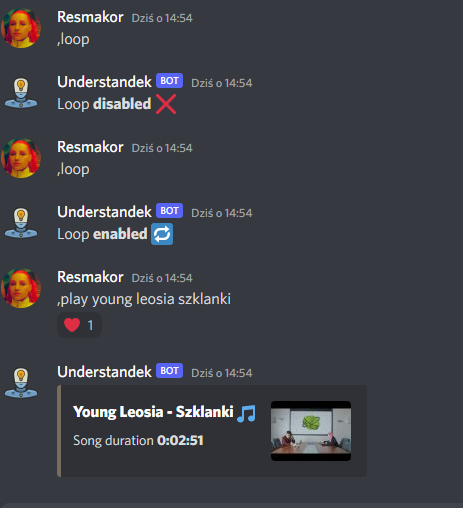 Resmakor Dziś o 14:54
,loop
Understandek BOT Dziś o 14:54
Loop disabled ❌
Resmakor Dziś o 14:54
,loop
Understandek BOT Dziś o 14:54
Loop enabled 🔁
Resmakor Dziś o 14:54
,play young leosia szklanki
❤️ 1
Understandek BOT Dziś o 14:54
Young Leosia - Szklanki 🎵
Song duration 0:02:51